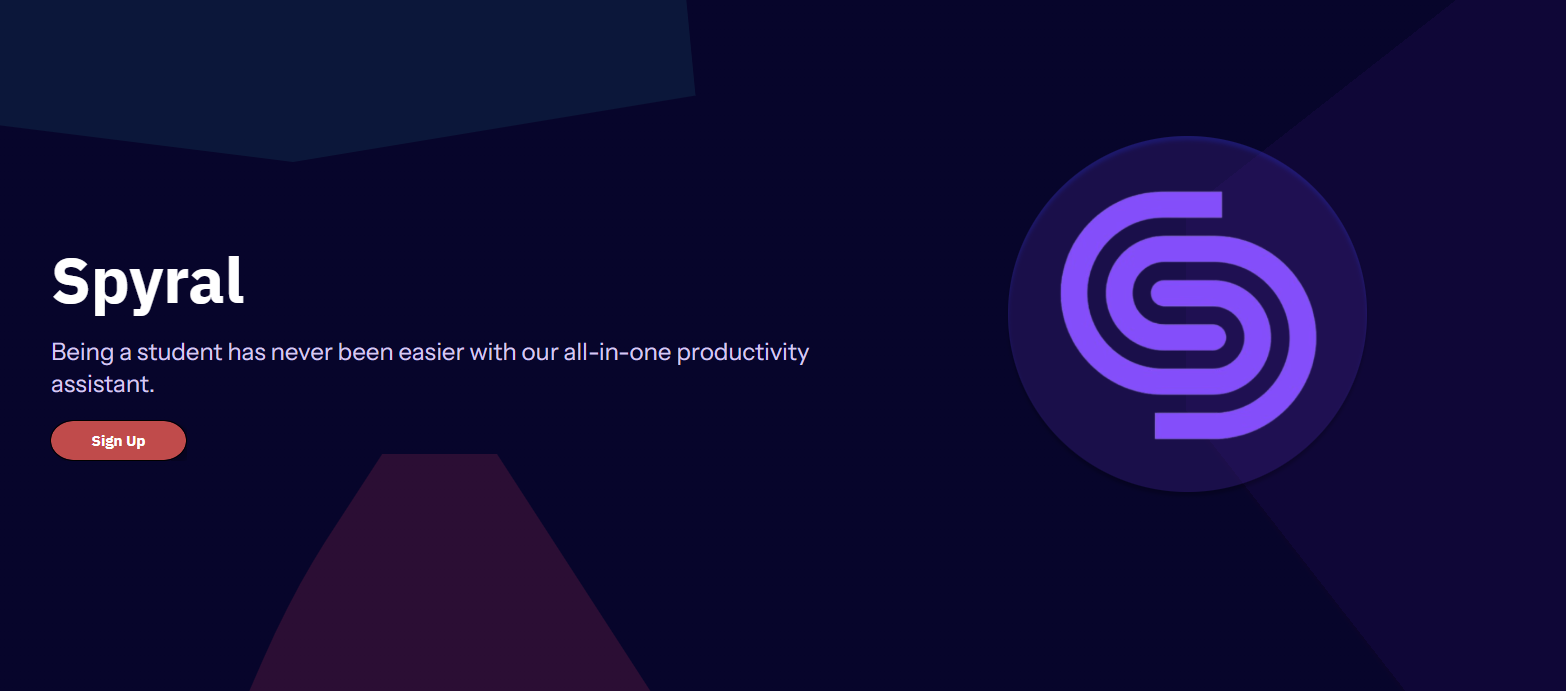 Spyral
Being a student has never been easier with our all-in-one productivity
assistant.
Sign Up